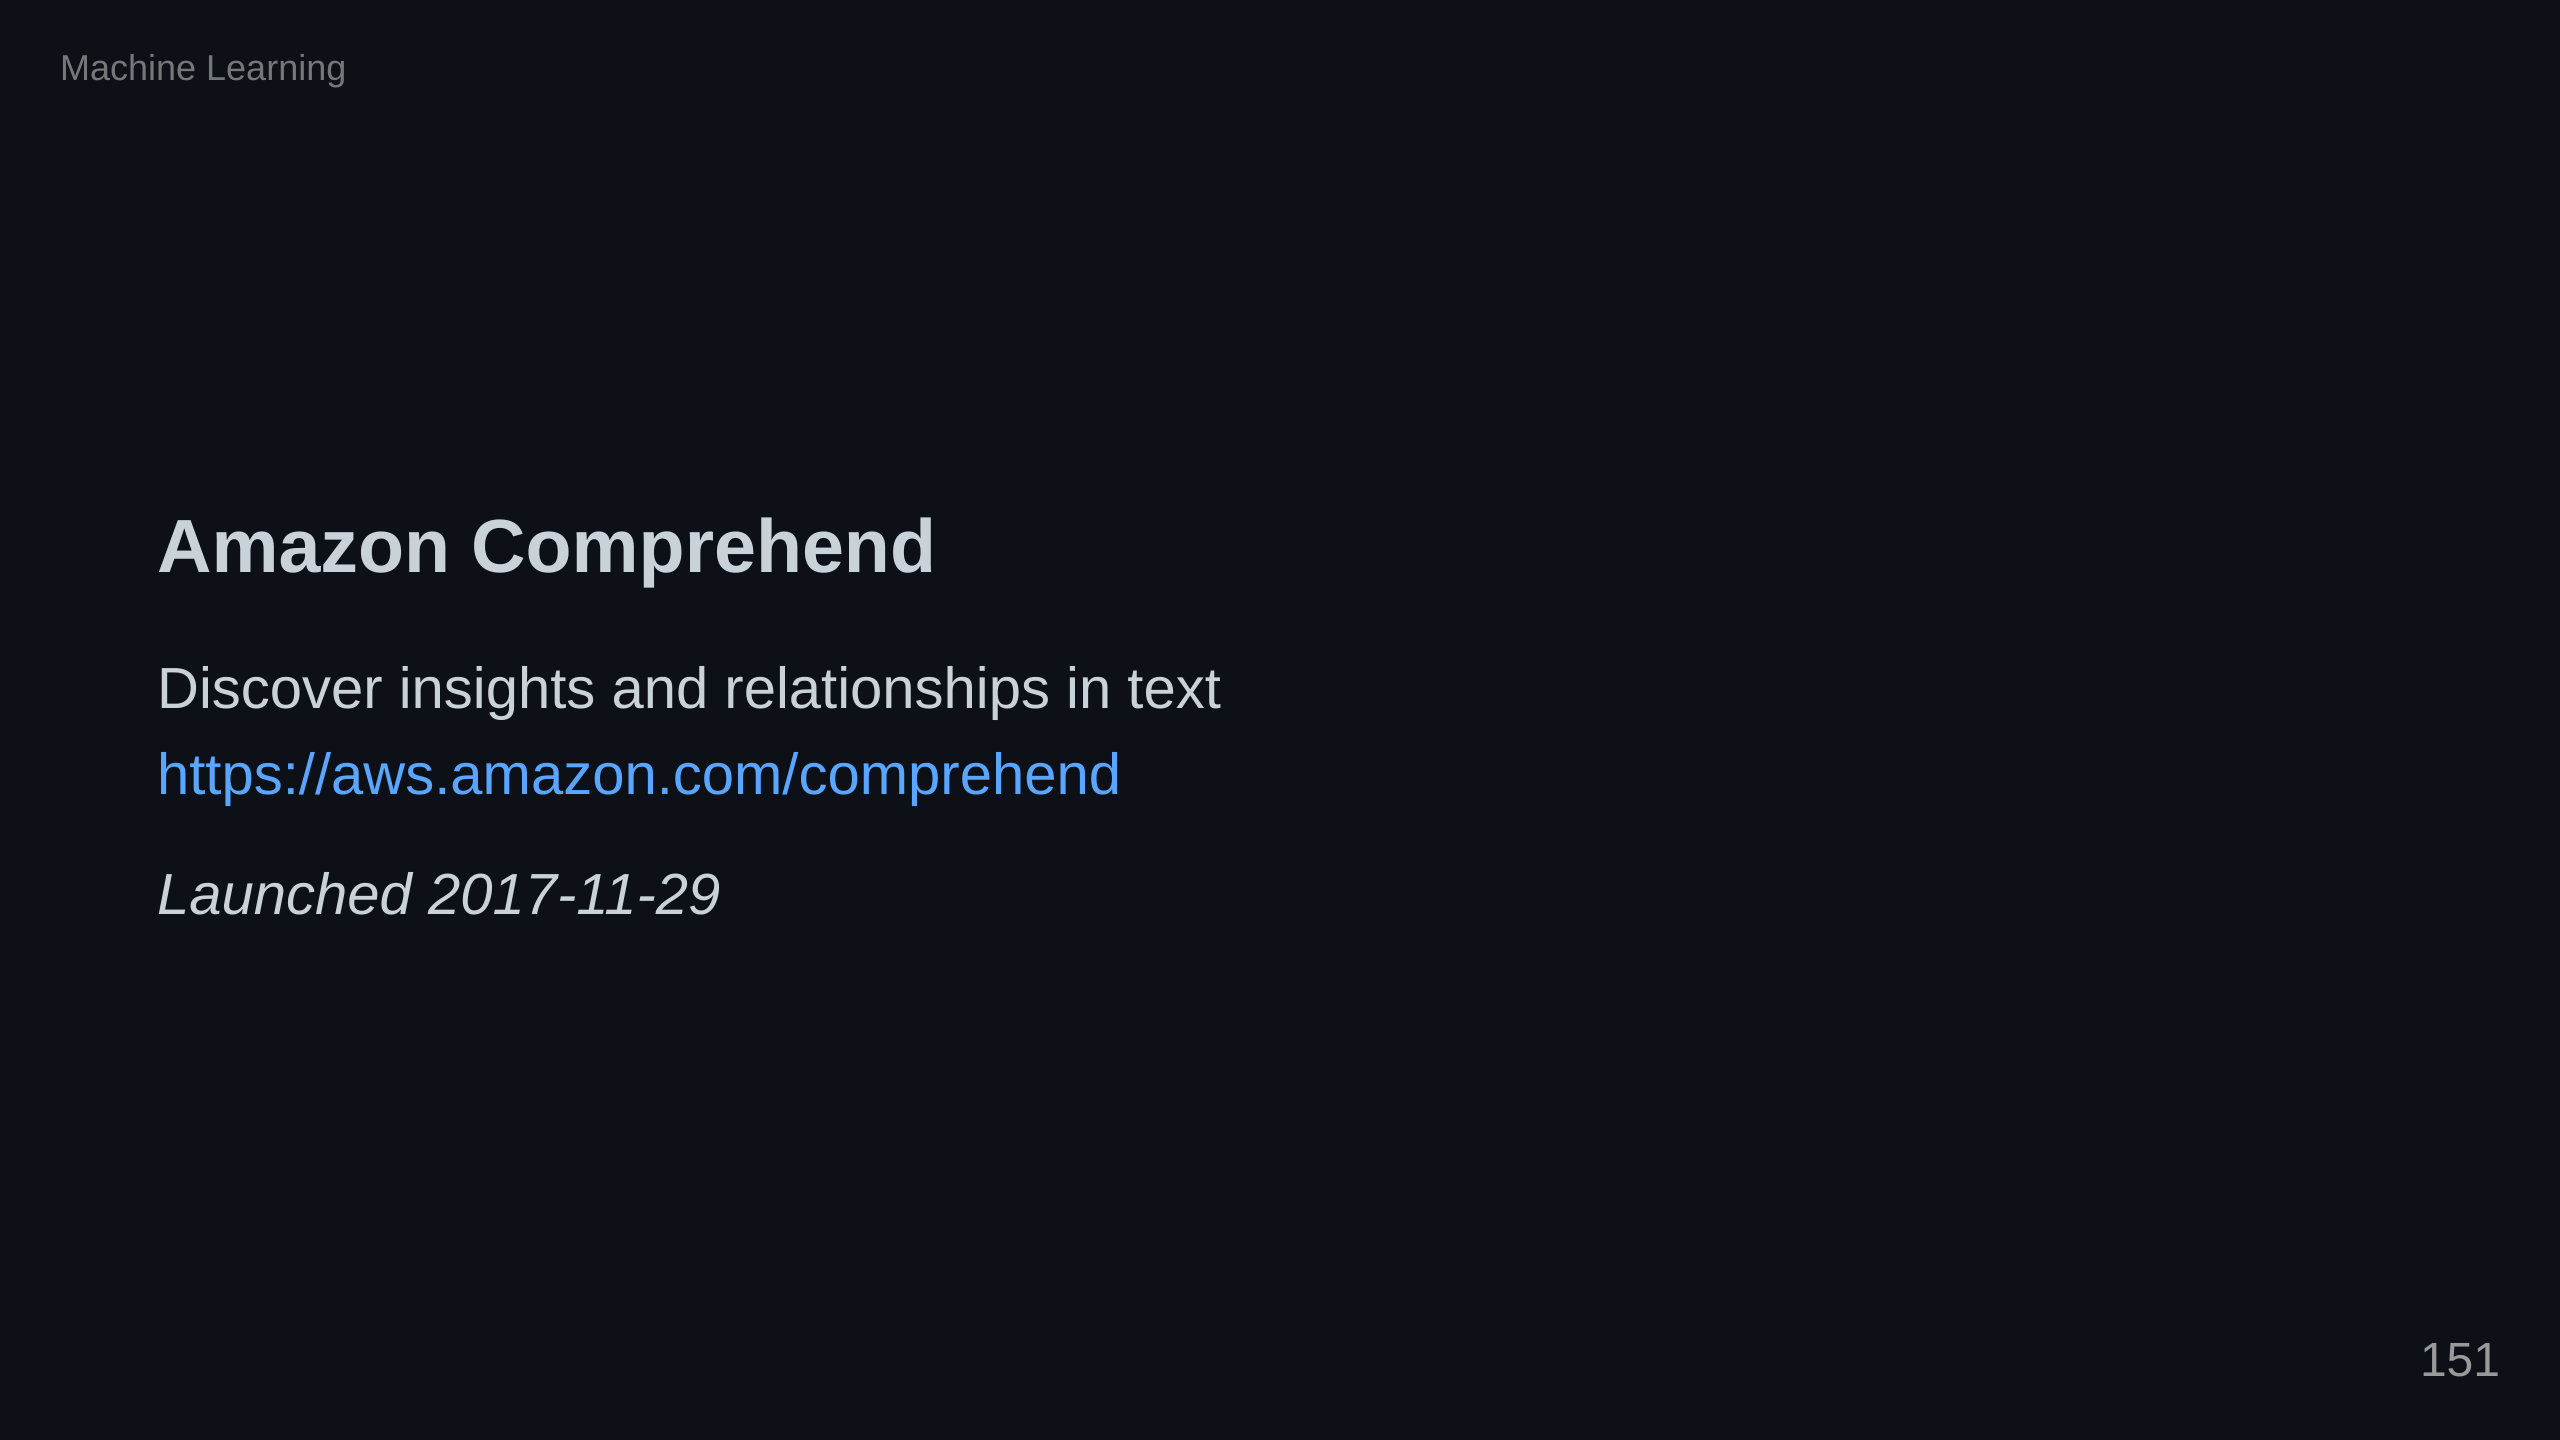 Machine Learning
Amazon Comprehend
Discover insights and relationships in text
https://aws.amazon.com/comprehend
Launched 2017-11-29
151